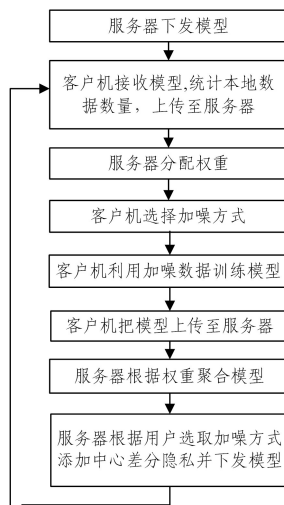 服务器下发模型
客户机接收模型,统计本地数
据数量，上传至服务器
服务器分配权重
客户机选择加噪方式
客户机利用加噪数据训练模型
客户机把模型上传至服务器
服务器根据权重聚合模型
服务器根据用户选取加噪方式
添加中心差分隐私并下发模型